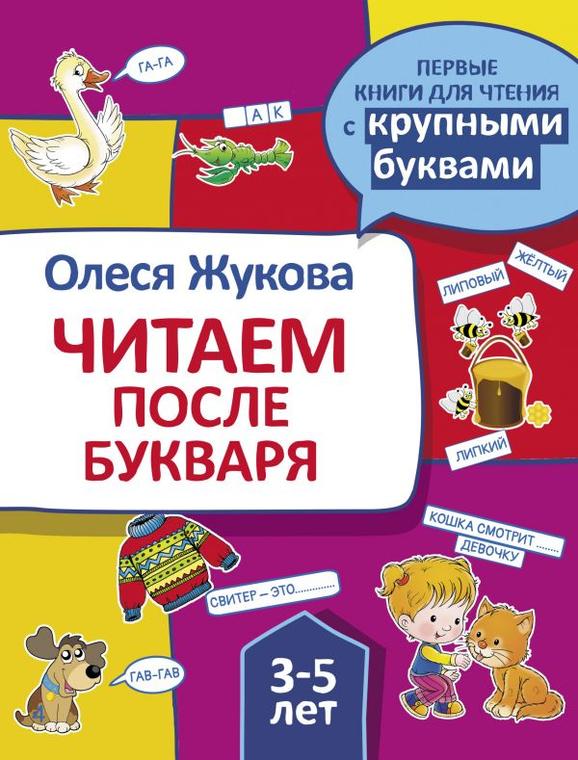 ГА-ГА
ПЕРВЫЕ
КНИГИ ДЛЯ ЧТЕНИЯ
с крупными
буквами
А К
Олеся Жукова
ЧИТАЕМ
ПОСЛЕ
БУКВАРЯ
ЛИПОВЫЙ
ЖЁЛТЫЙ
ЛИПКИЙ
КОШКА СМОТРИТ ........
ДЕВОЧКУ
СВИТЕР – ЭТО..............
ГАВ-ГАВ
3-5
лет